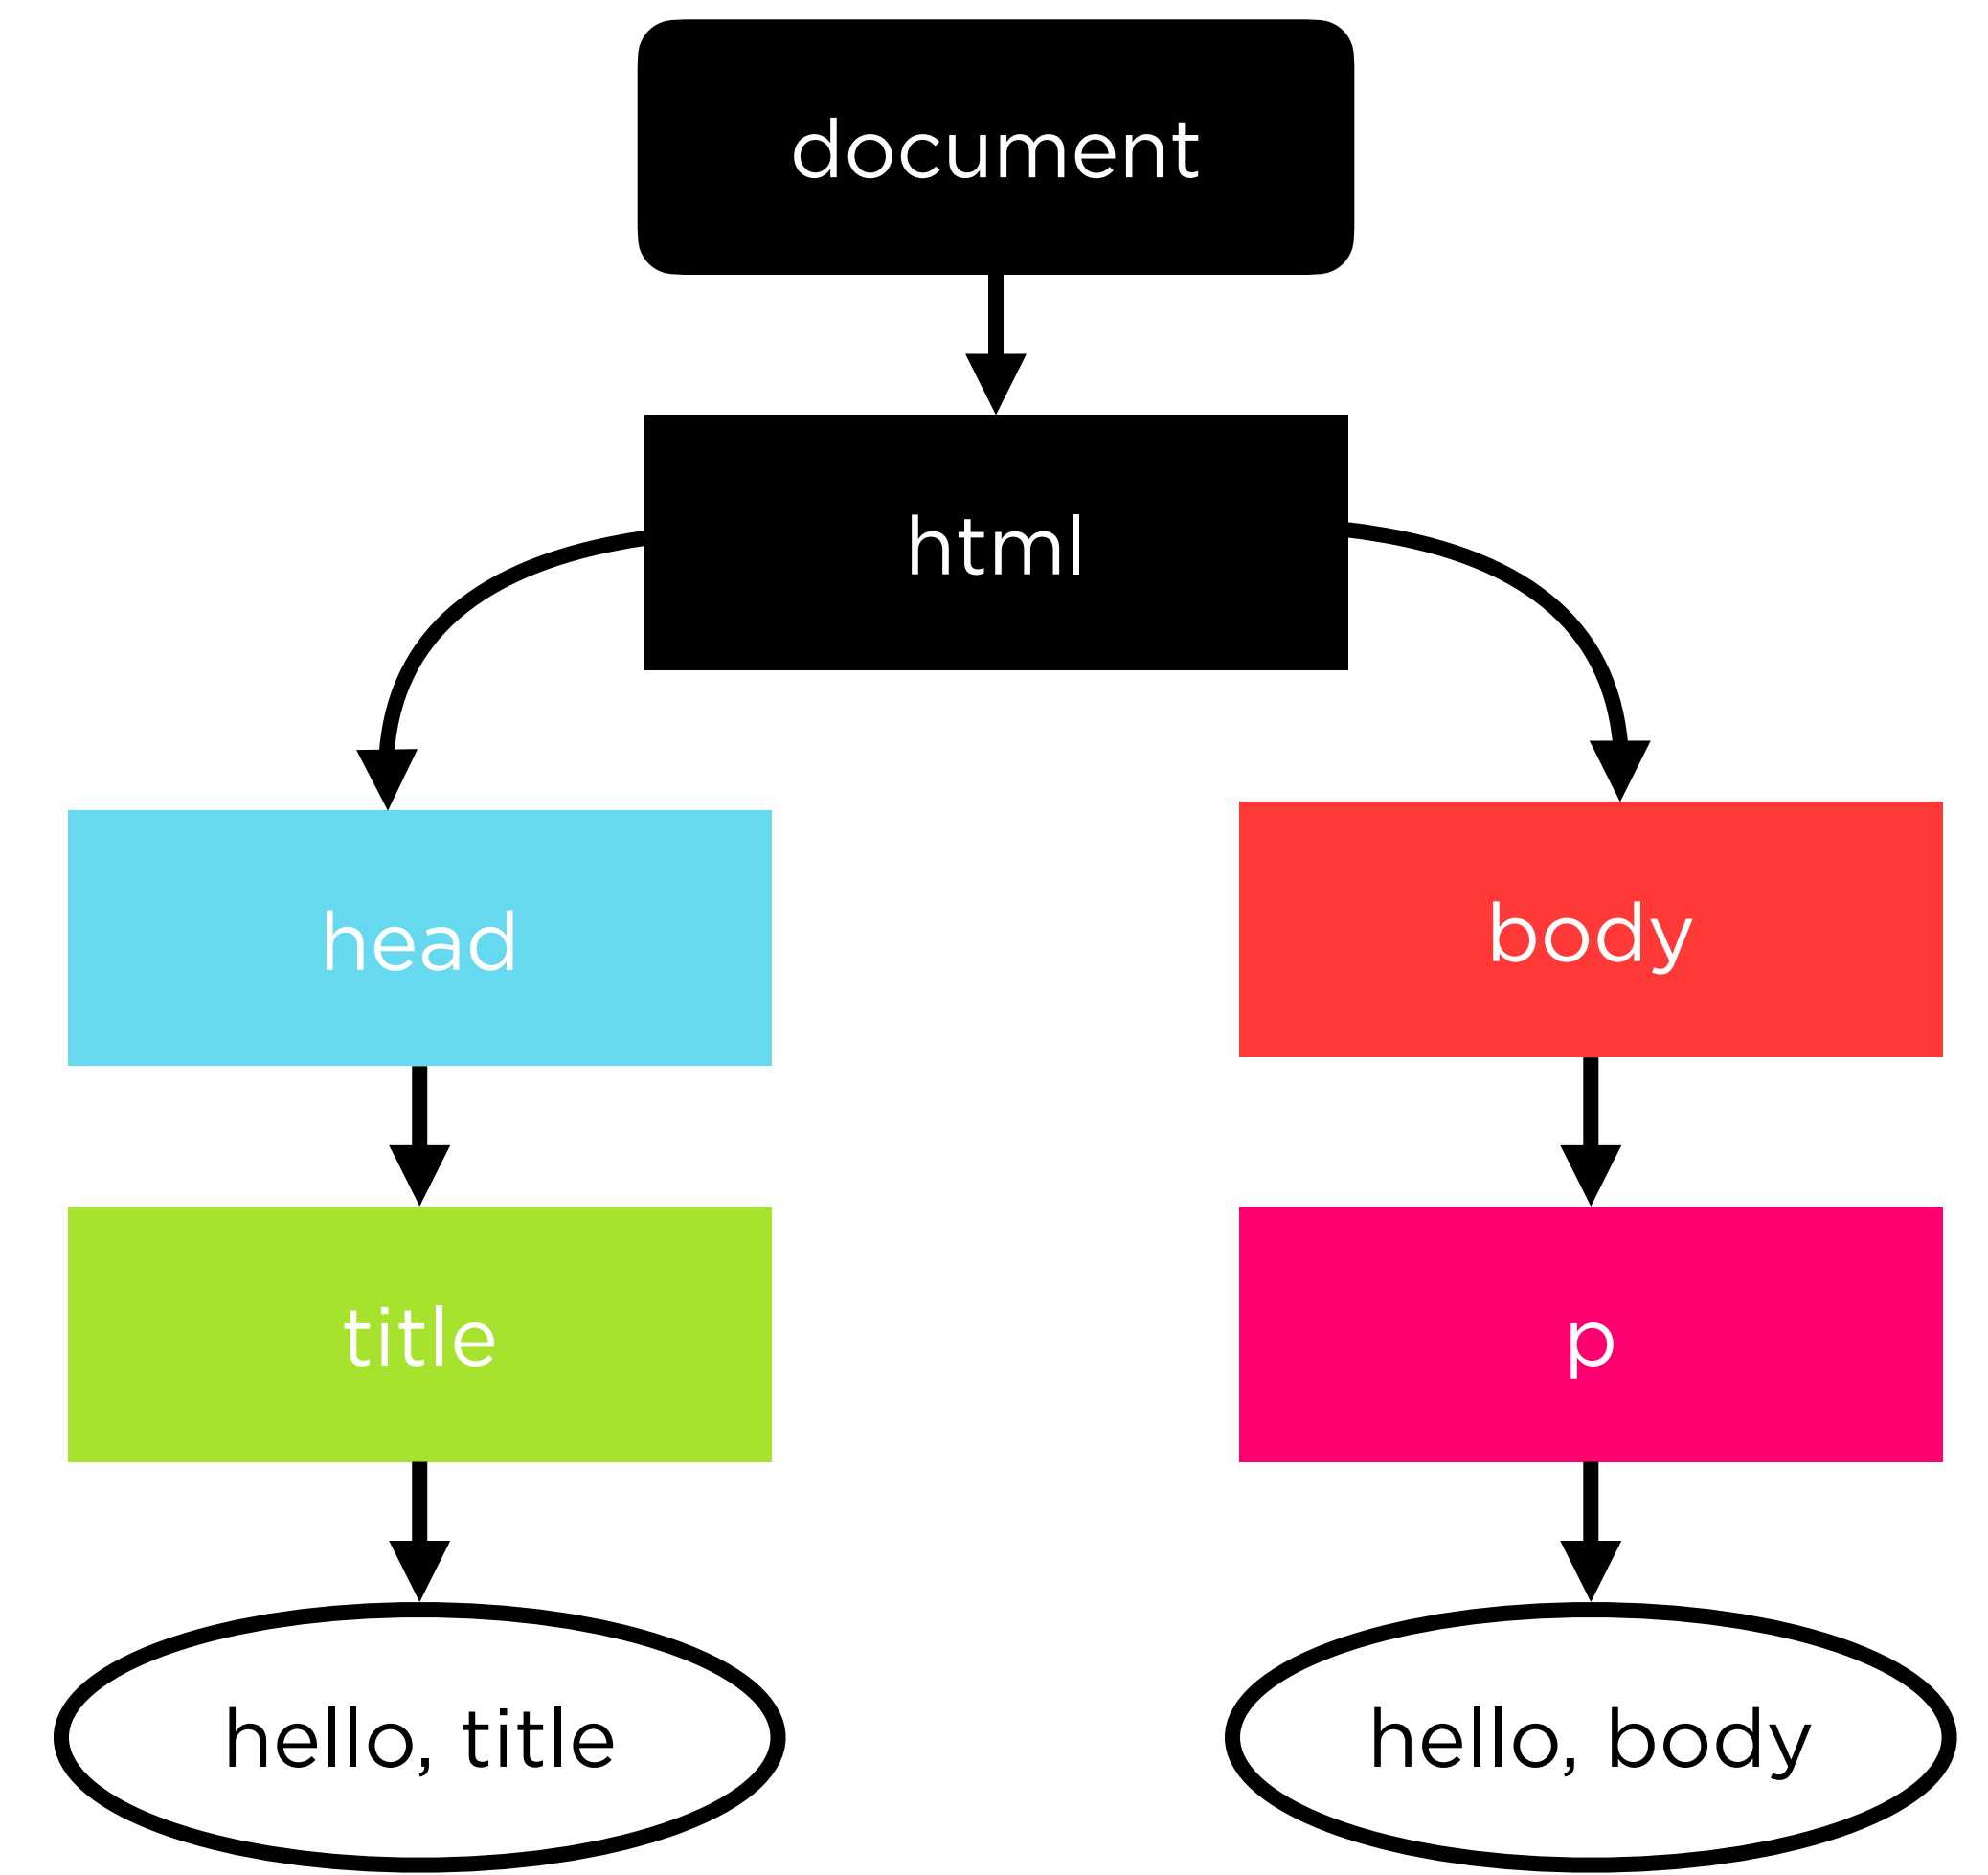 document
html
head
body
title
p
hello, title
hello, body